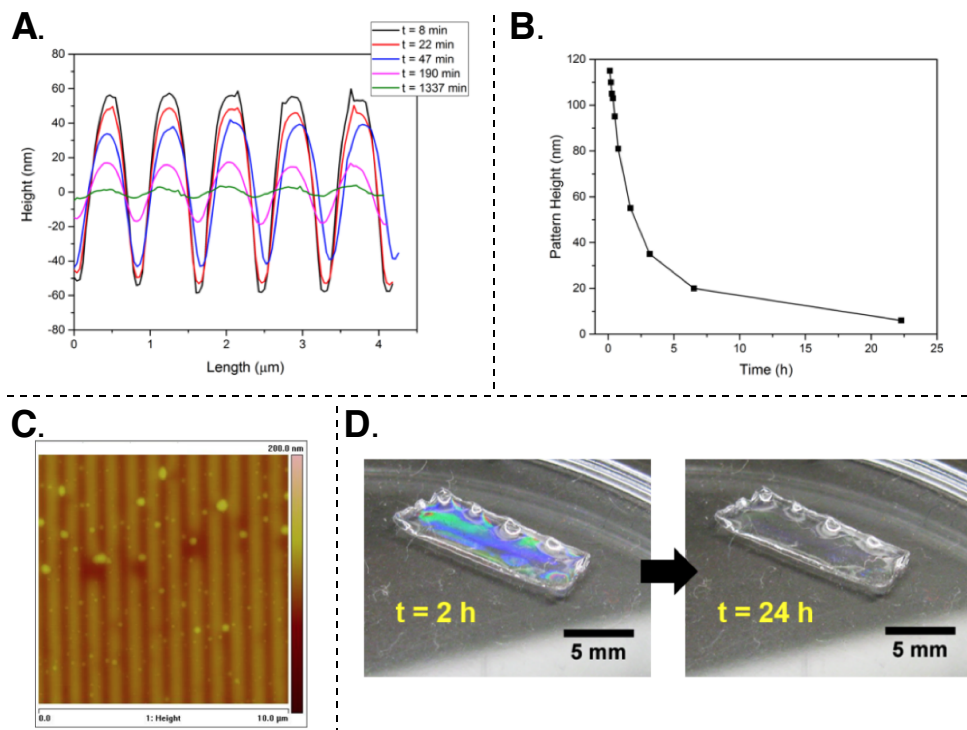 A.
t = 8 min
t = 22 min
t = 47 min
t = 190 min
t = 1337 min
80
60
40
20
0
-20
-40
-60
-80
Height (nm)
0 1 2 3 4
Length (μm)
B.
120
100
80
60
40
20
0
Pattern Height (nm)
0 5 10 15 20 25
Time (h)
C.
200.0 nm
0.0 1: Height 10.0 μm
D.
t = 2 h
5 mm
t = 24 h
5 mm